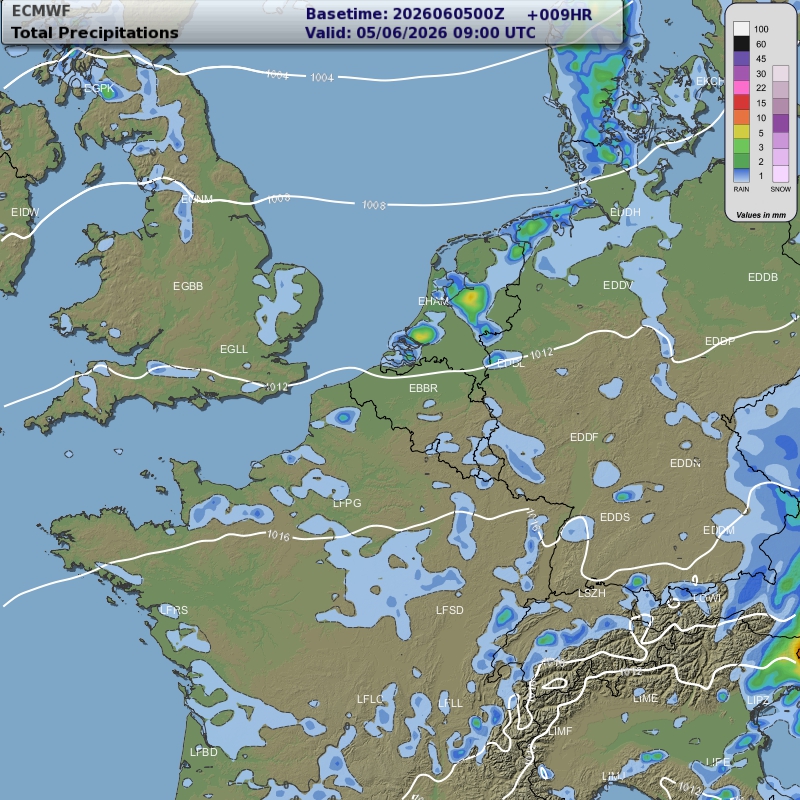 ECMWF
Basetime: 2026060500Z +009HR
Total Precipitations
Valid: 05/06/2026 09:00 UTC
100
60
45
30
22
15
10
5
3
2
1
RAIN SNOW
Values in mm
1004 1004
EGPK
EKCH
EIDW
EGNM
1008
1008
EDDH
EGBB
EDDV
EDDB
EHAM
EGLL
1012
EDDP
EDDL
1012
EBBR
EDDF
EDDN
LFPG
EDDS
EDDM
1016
1016
LSZH
LOWI
LFRS
LFSD
LFLC
LFLL
LIME
LIPZ
LIMF
LFBD
LIPE
1012